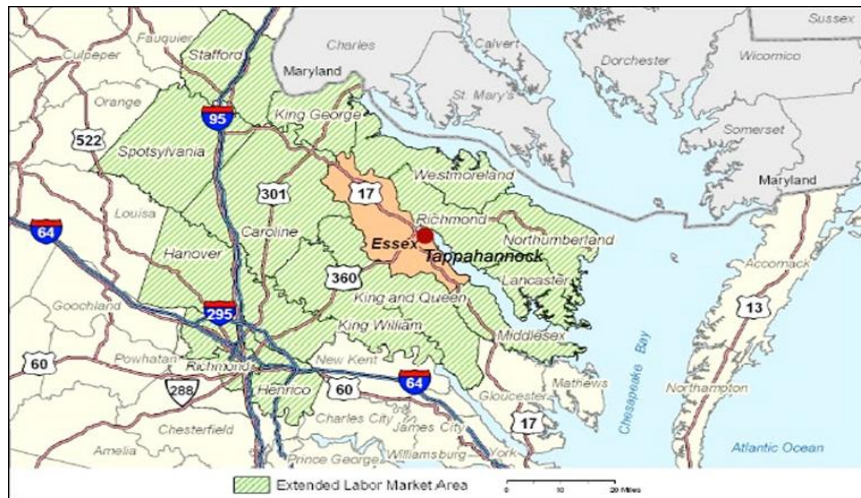 Sussex
Fauquier
Culpeper
Stafford
Charles
Calvert
Dorchester
Wicomico
Maryland
Orange
St. Mary's
95
King George
Somerset
522
Spotsylvania
Westmoreland
Maryland
301
17
Louisa
Richmond
64
Caroline
Northumberland
Hanover
Essex
Tappahannock
Accomack
Lancaster
360
Goochland
King and Queen
295
13
King William
Middlesex
60
Powhatan
New Kent
Richmond
64
Mathews
Northampton
288
Henrico
60
Gloucester
Chesapeake Bay
Charles City
Chesterfield
James City
17
Amelia
Williamsburg
York
Atlantic Ocean
Prince George
Extended Labor Market Area
0 10 20 Miles